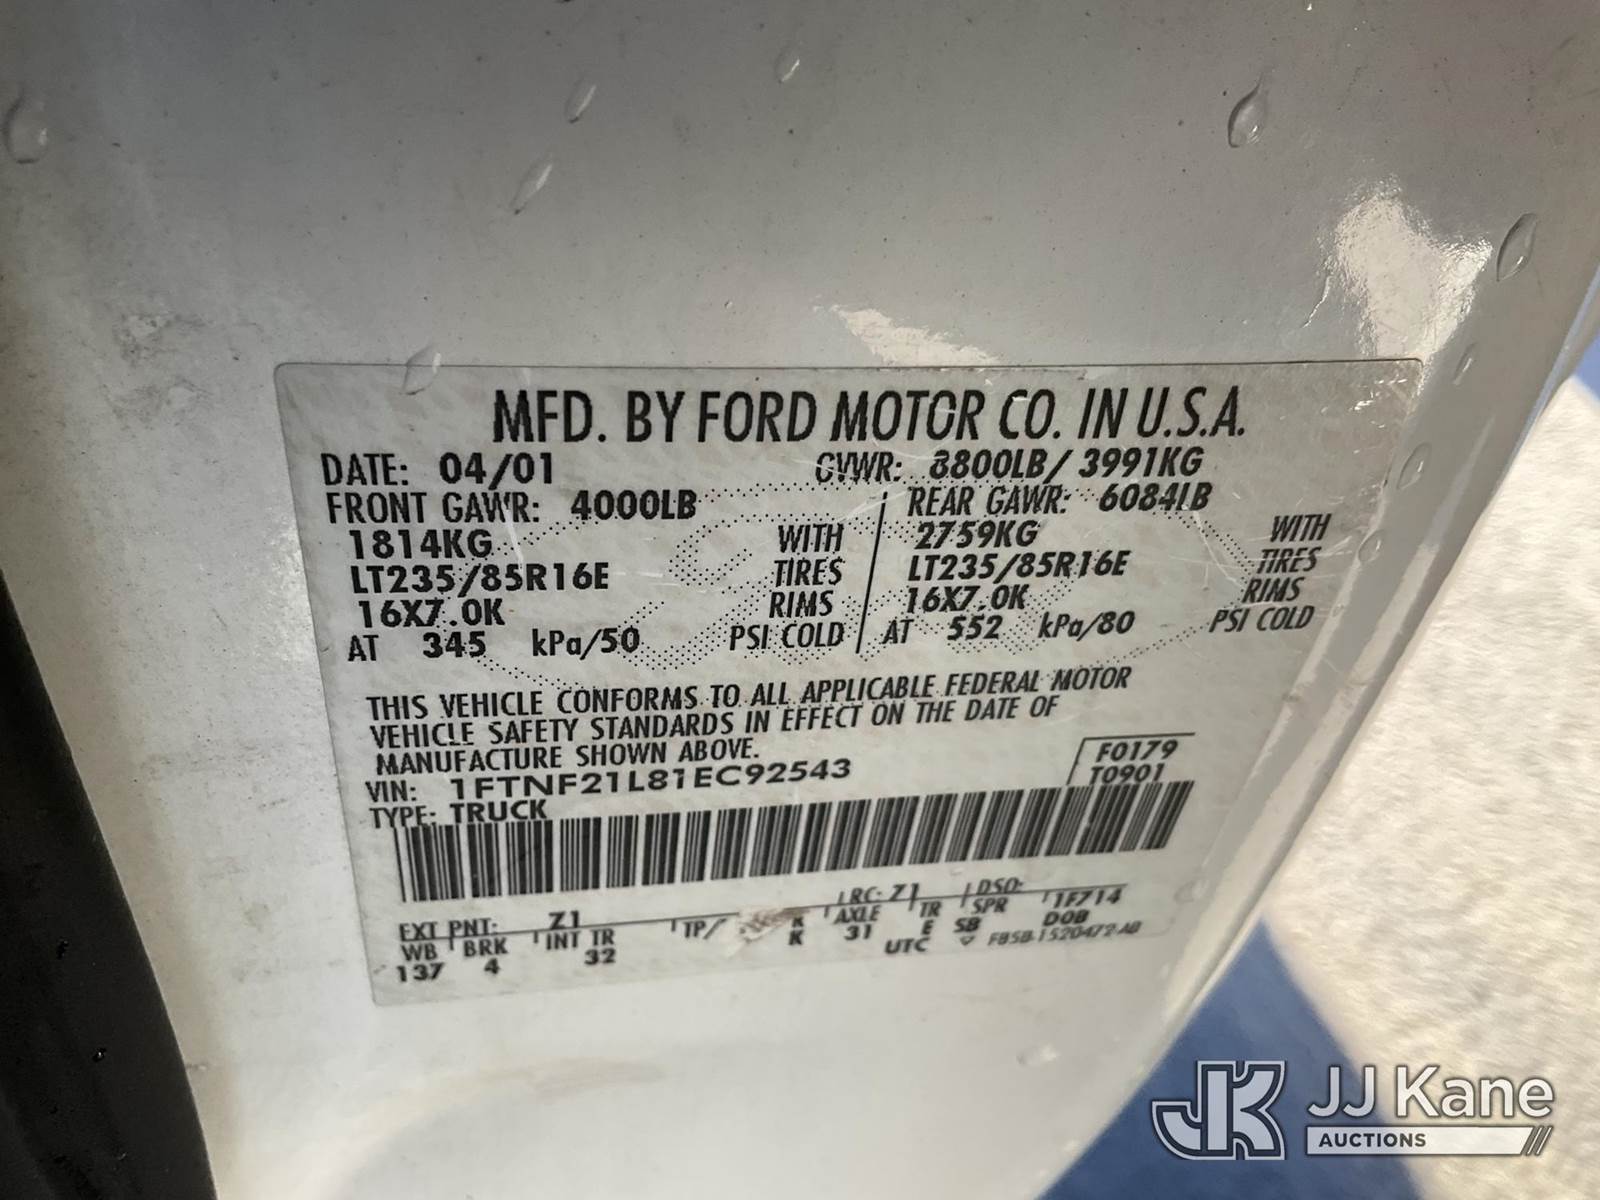 MFD. BY FORD MOTOR CO. IN U.S.A.
DATE: 04/01 GVWR: 8800LB/ 3991KG
FRONT GAWR: 4000LB REAR GAWR: 6084LB
1814KG WITH 2759KG WITH
LT235/85R16E TIRES LT235/85R16E TIRES
16X7.0K RIMS 16X7.0K RIMS
AT 345 kPa/50 PSI COLD AT 552 kPa/80 PSI COLD
THIS VEHICLE CONFORMS TO ALL APPLICABLE FEDERAL MOTOR
VEHICLE SAFETY STANDARDS IN EFFECT ON THE DATE OF
MANUFACTURE SHOWN ABOVE.
VIN: 1FTNF21L81EC92543 F0179
TYPE: TRUCK T0901
EXT PNT: Z1 RC: Z1 DSO:
WB BRK INT TR TP/ K AXLE TR SPR 1F714
137 4 32 K 31 E SB DOB
UTC F85B-1520472-AB
JK JJ Kane
AUCTIONS